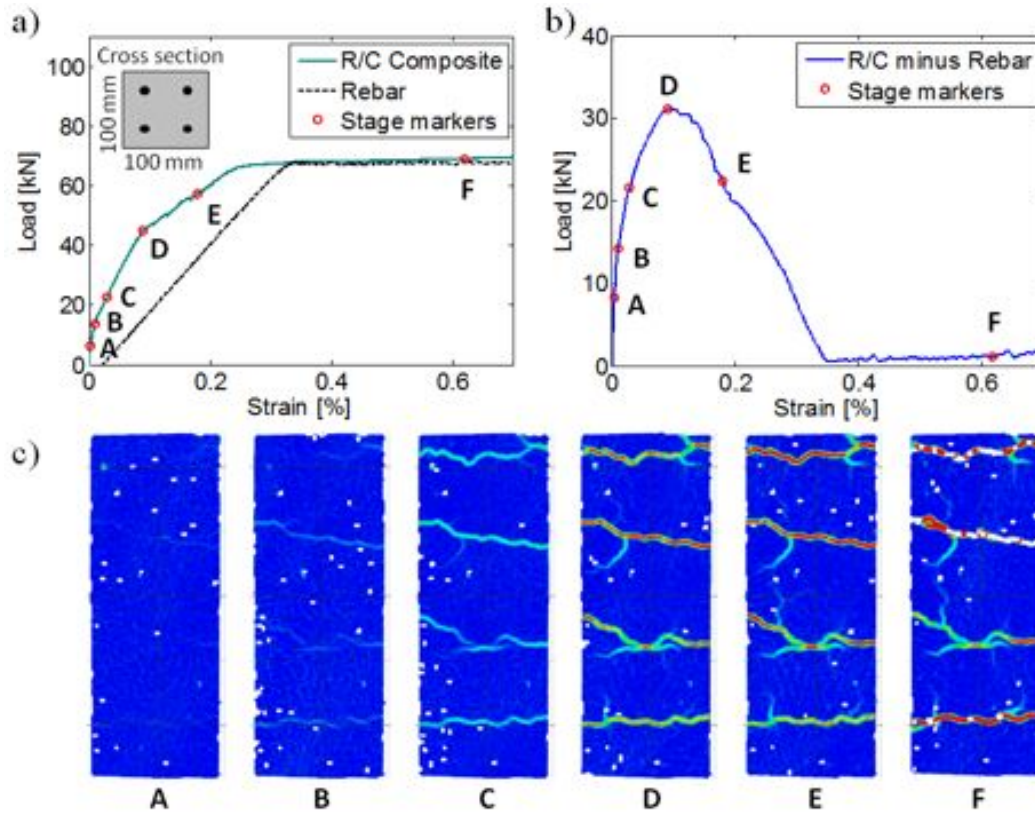 a)
Load [kN]
100
80
60
40
20
0
0
0.2
0.4
0.6
Strain [%]
Cross section
100 mm
100 mm
R/C Composite
Rebar
Stage markers
A
B
C
D
E
F
b)
Load [kN]
40
30
20
10
0
0
0.2
0.4
0.6
Strain [%]
R/C minus Rebar
Stage markers
A
B
C
D
E
F
c)
A B C D E F